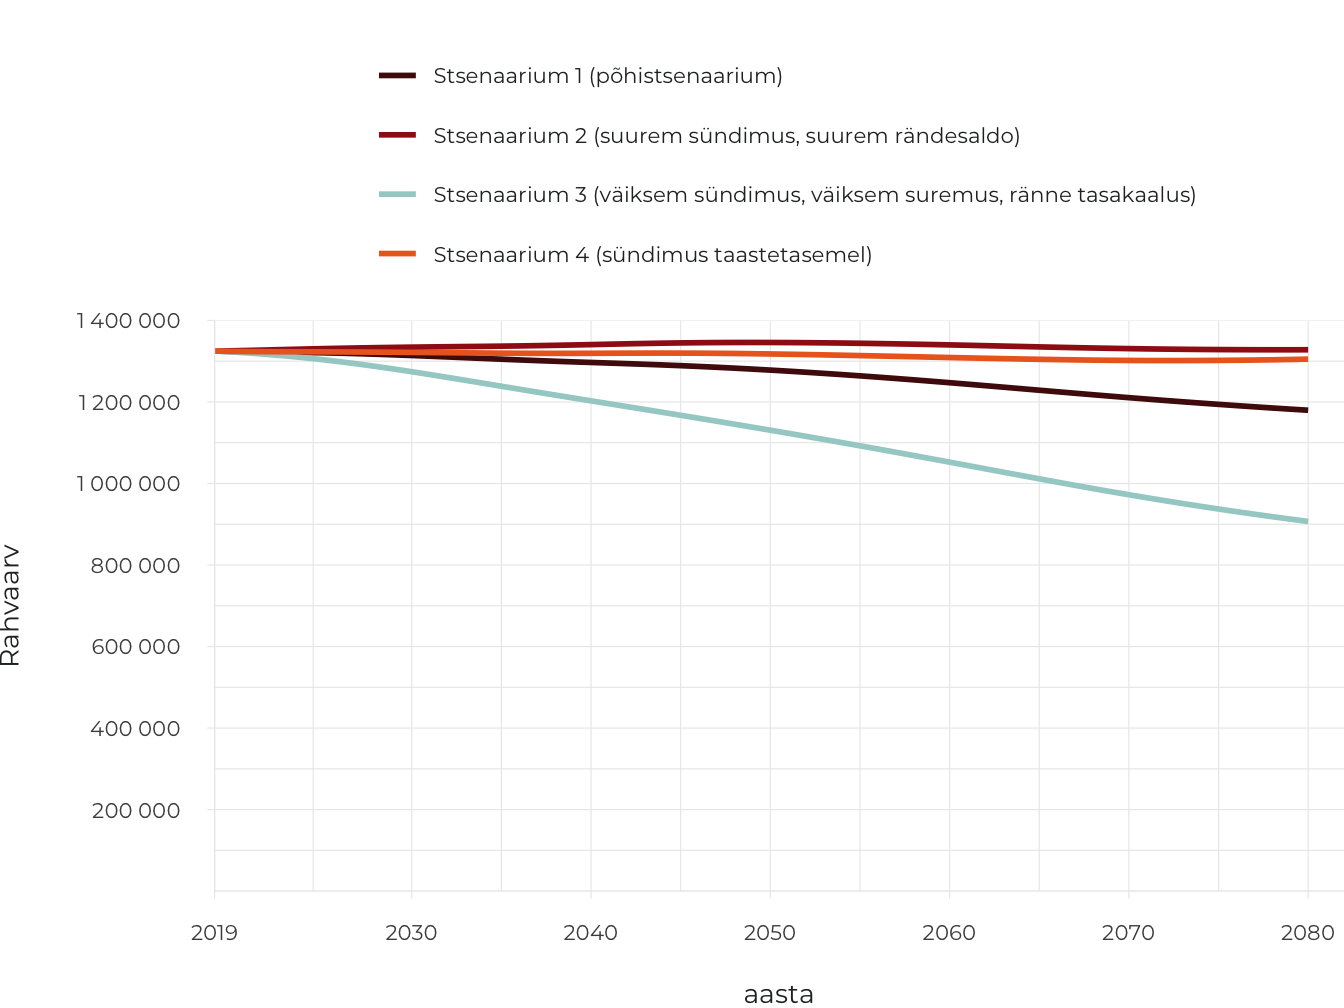 Stsenaarium 1 (põhistsenaarium)
Stsenaarium 2 (suurem sündimus, suurem rändesaldo)
Stsenaarium 3 (väiksem sündimus, väiksem suremus, ränne tasakaalus)
Stsenaarium 4 (sündimus taastetasemel)
1 400 000
1 200 000
1 000 000
800 000
600 000
400 000
200 000
Rahvaarv
2019 2030 2040 2050 2060 2070 2080
aasta